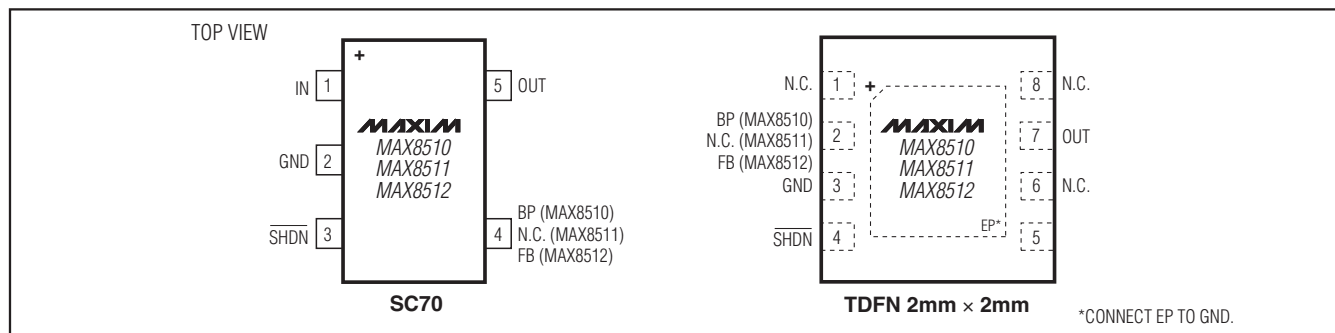 TOP VIEW
+
IN 1
5 OUT
GND 2
SHDN 3
4 BP (MAX8510)
N.C. (MAX8511)
FB (MAX8512)
MAXIM
MAX8510
MAX8511
MAX8512
SC70
N.C. 1
+
8 N.C.
BP (MAX8510)
N.C. (MAX8511)
FB (MAX8512)
2
7 OUT
GND 3
6 N.C.
SHDN 4
5
MAXIM
MAX8510
MAX8511
MAX8512
EP*
TDFN 2mm × 2mm
*CONNECT EP TO GND.